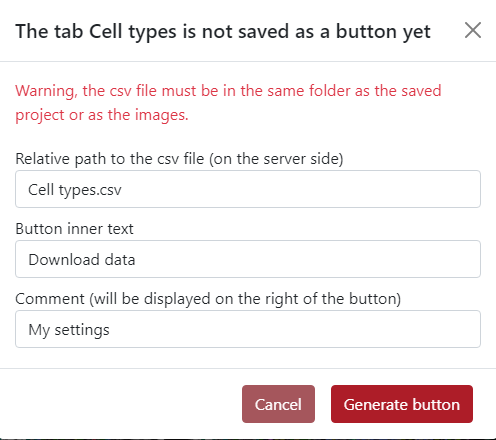 The tab Cell types is not saved as a button yet
Warning, the csv file must be in the same folder as the saved
project or as the images.
Relative path to the csv file (on the server side)
Cell types.csv
Button inner text
Download data
Comment (will be displayed on the right of the button)
My settings
Cancel
Generate button